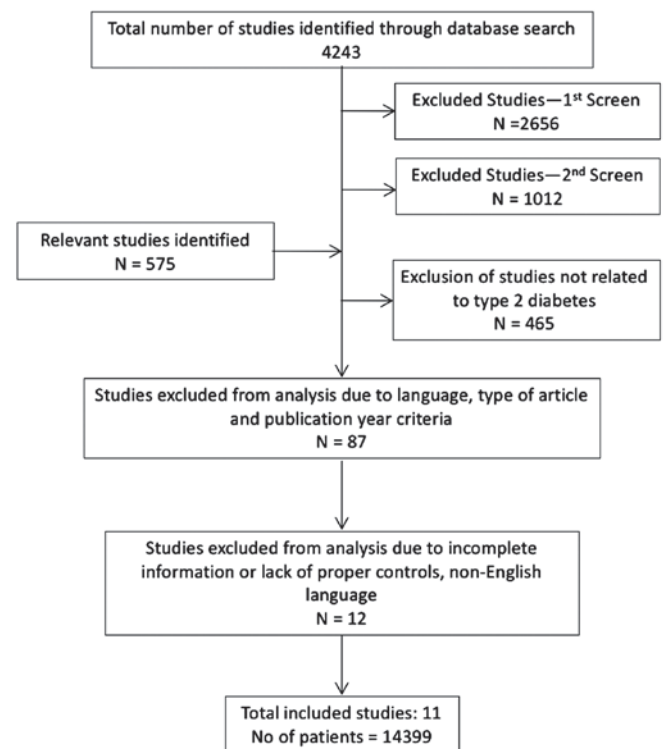 Total number of studies identified through database search
4243
Excluded Studies—1st Screen
N =2656
Excluded Studies—2nd Screen
N = 1012
Relevant studies identified
N = 575
Exclusion of studies not related
to type 2 diabetes
N = 465
Studies excluded from analysis due to language, type of article
and publication year criteria
N = 87
Studies excluded from analysis due to incomplete
information or lack of proper controls, non-English
language
N = 12
Total included studies: 11
No of patients = 14399